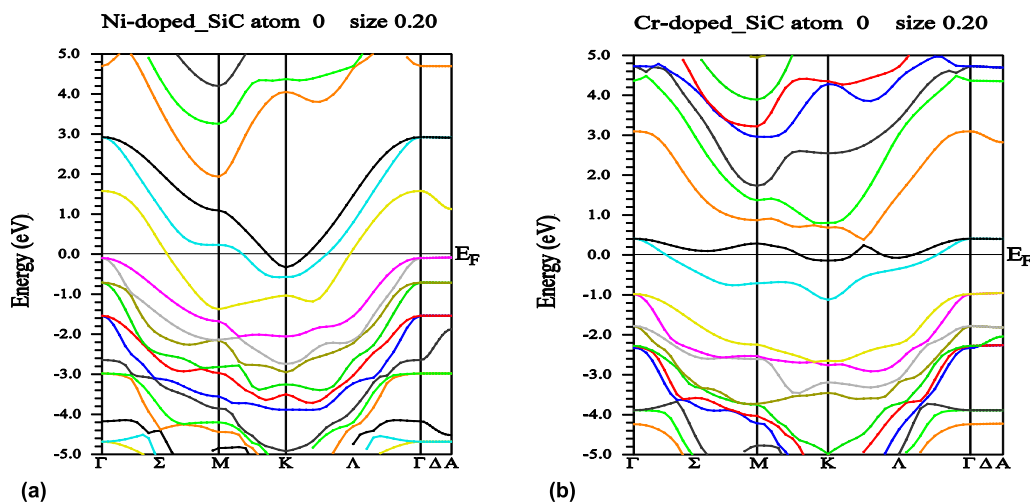 Ni-doped_SiC atom 0 size 0.20
5.0
4.0
3.0
2.0
1.0
0.0
-1.0
-2.0
-3.0
-4.0
-5.0
Energy (eV)
E_F
Γ Σ M K Λ Γ Δ A
(a)
Cr-doped_SiC atom 0 size 0.20
5.0
4.0
3.0
2.0
1.0
0.0
-1.0
-2.0
-3.0
-4.0
-5.0
Energy (eV)
E_F
Γ Σ M K Λ Γ Δ A
(b)